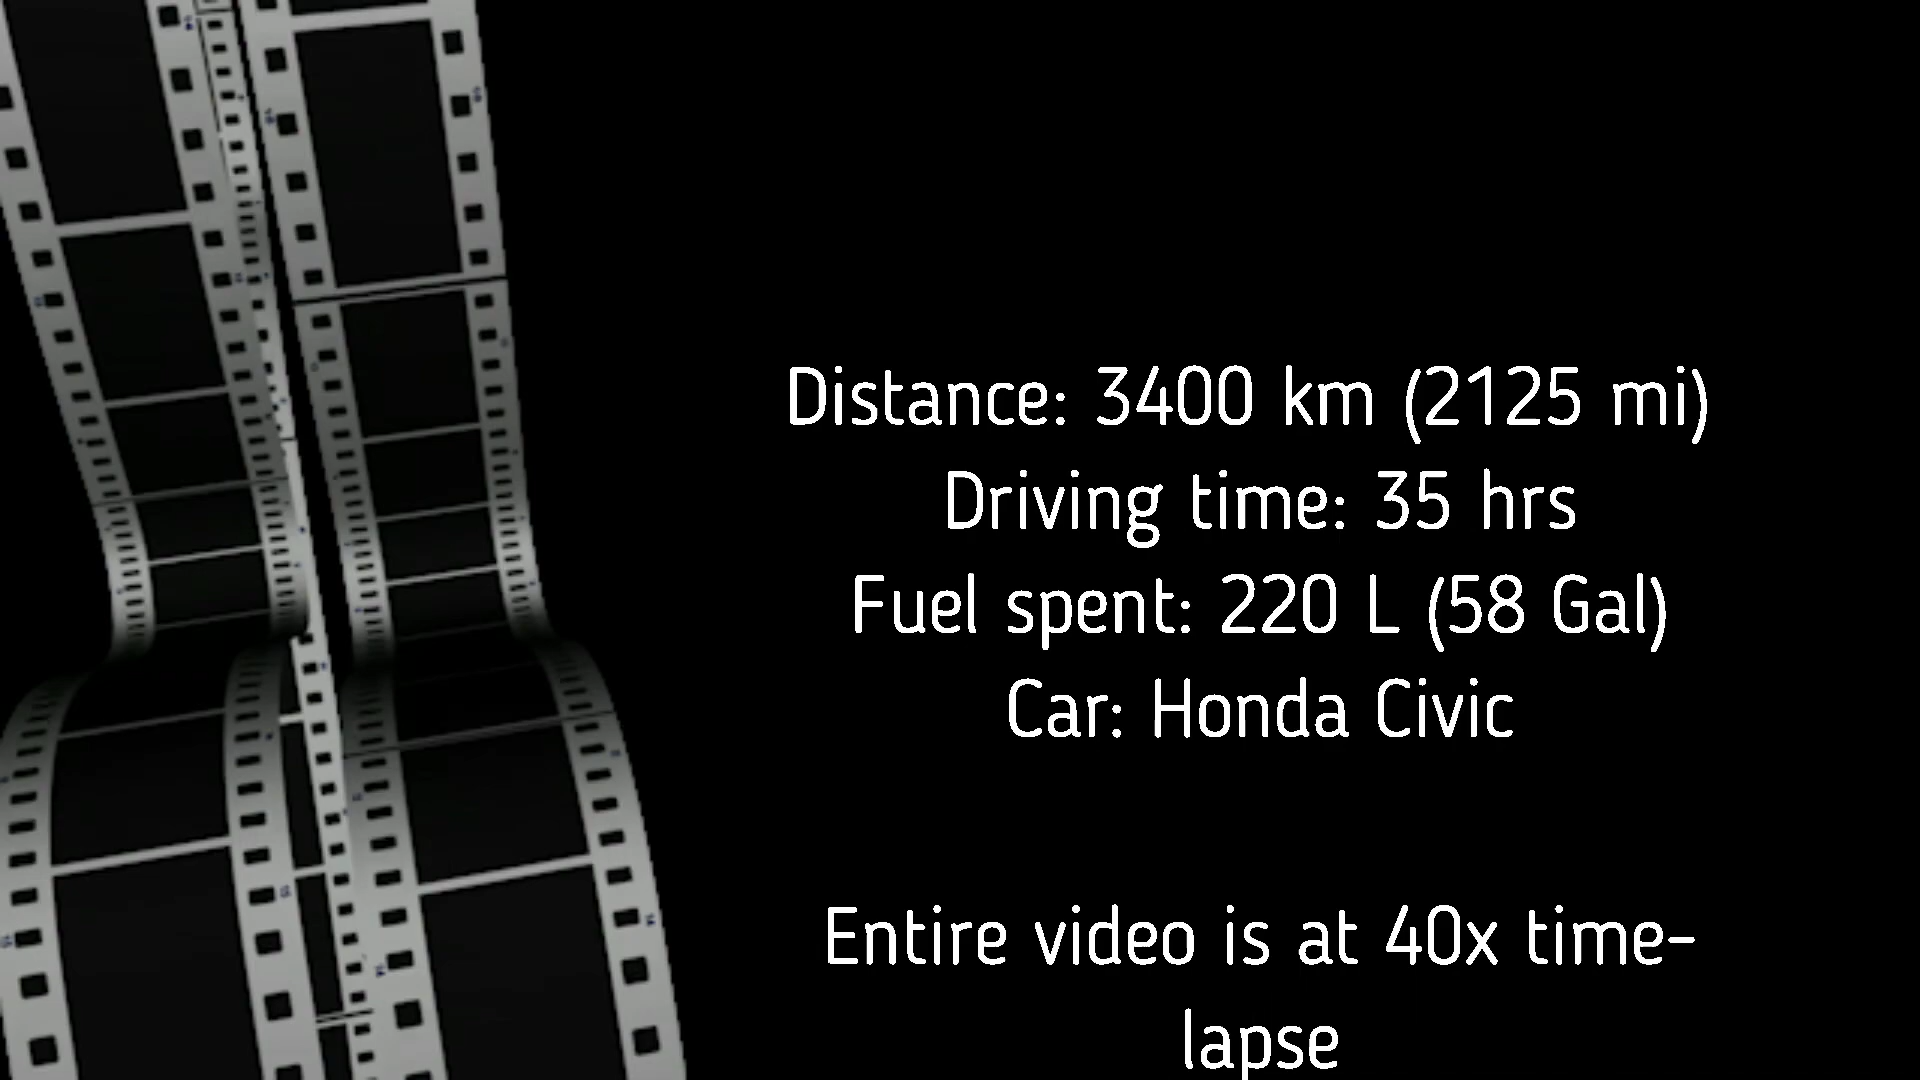 Distance: 3400 km (2125 mi)
Driving time: 35 hrs
Fuel spent: 220 L (58 Gal)
Car: Honda Civic
Entire video is at 40x time-
lapse